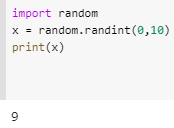 import random
x = random.randint(0,10)
print(x)
9